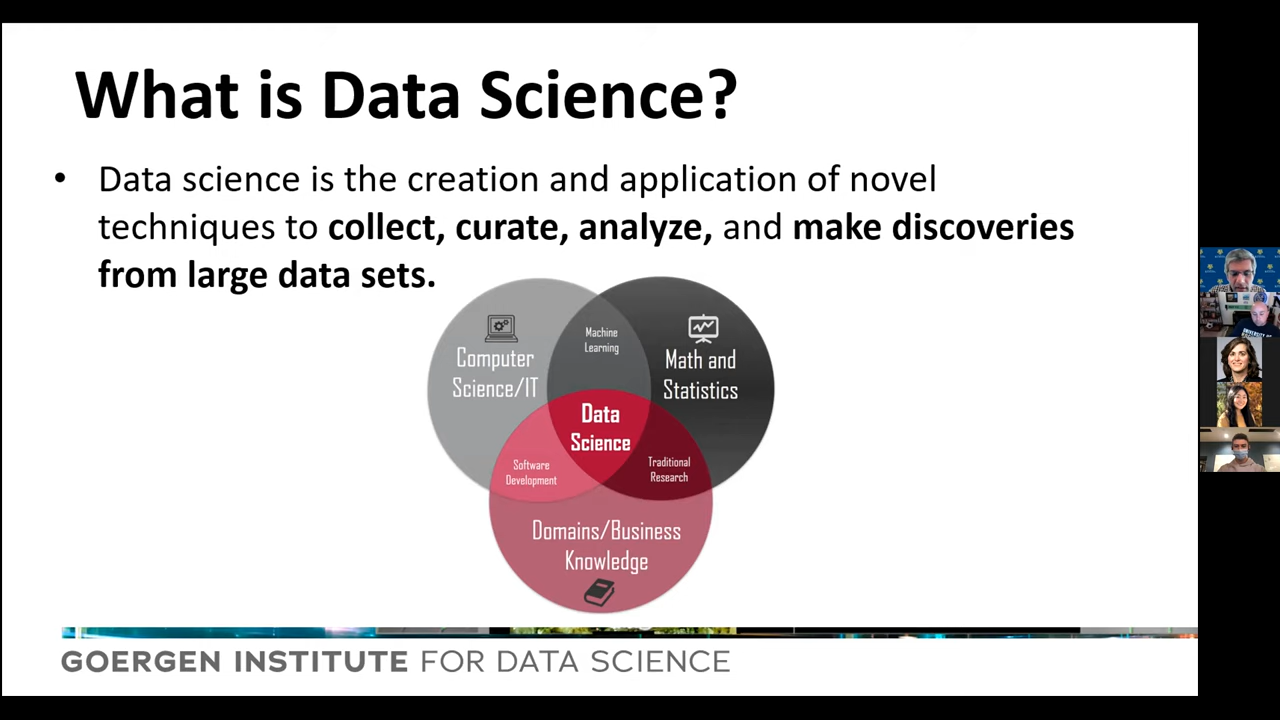 What is Data Science?
• Data science is the creation and application of novel
techniques to collect, curate, analyze, and make discoveries
from large data sets.
Machine
Learning
Computer
Science/IT
Math and
Statistics
Data
Science
Software
Development
Traditional
Research
Domains/Business
Knowledge
GOERGEN INSTITUTE FOR DATA SCIENCE